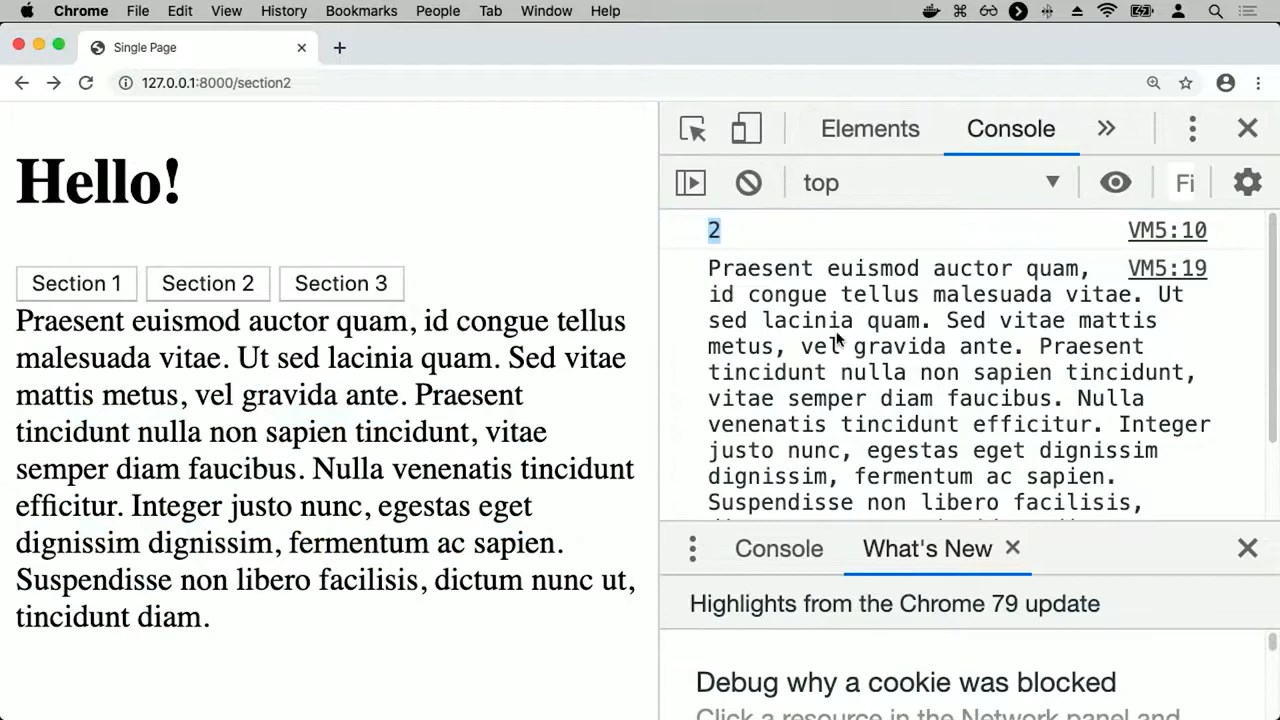 Chrome File Edit View History Bookmarks People Tab Window Help
Single Page
127.0.0.1:8000/section2
Hello!
Section 1 Section 2 Section 3
Praesent euismod auctor quam, id congue tellus
malesuada vitae. Ut sed lacinia quam. Sed vitae
mattis metus, vel gravida ante. Praesent
tincidunt nulla non sapien tincidunt, vitae
semper diam faucibus. Nulla venenatis tincidunt
efficitur. Integer justo nunc, egestas eget
dignissim dignissim, fermentum ac sapien.
Suspendisse non libero facilisis, dictum nunc ut,
tincidunt diam.
Elements Console
top Fi
2 VM5:10
Praesent euismod auctor quam, VM5:19
id congue tellus malesuada vitae. Ut
sed lacinia quam. Sed vitae mattis
metus, vel gravida ante. Praesent
tincidunt nulla non sapien tincidunt,
vitae semper diam faucibus. Nulla
venenatis tincidunt efficitur. Integer
justo nunc, egestas eget dignissim
dignissim, fermentum ac sapien.
Suspendisse non libero facilisis,
Console What's New
Highlights from the Chrome 79 update
Debug why a cookie was blocked
Click a resource in the Network panel and